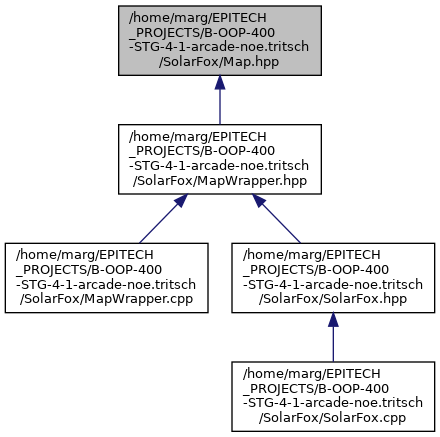 /home/marg/EPITECH
_PROJECTS/B-OOP-400
-STG-4-1-arcade-noe.tritsch
/SolarFox/Map.hpp
/home/marg/EPITECH
_PROJECTS/B-OOP-400
-STG-4-1-arcade-noe.tritsch
/SolarFox/MapWrapper.hpp
/home/marg/EPITECH
_PROJECTS/B-OOP-400
-STG-4-1-arcade-noe.tritsch
/SolarFox/MapWrapper.cpp
/home/marg/EPITECH
_PROJECTS/B-OOP-400
-STG-4-1-arcade-noe.tritsch
/SolarFox/SolarFox.hpp
/home/marg/EPITECH
_PROJECTS/B-OOP-400
-STG-4-1-arcade-noe.tritsch
/SolarFox/SolarFox.cpp